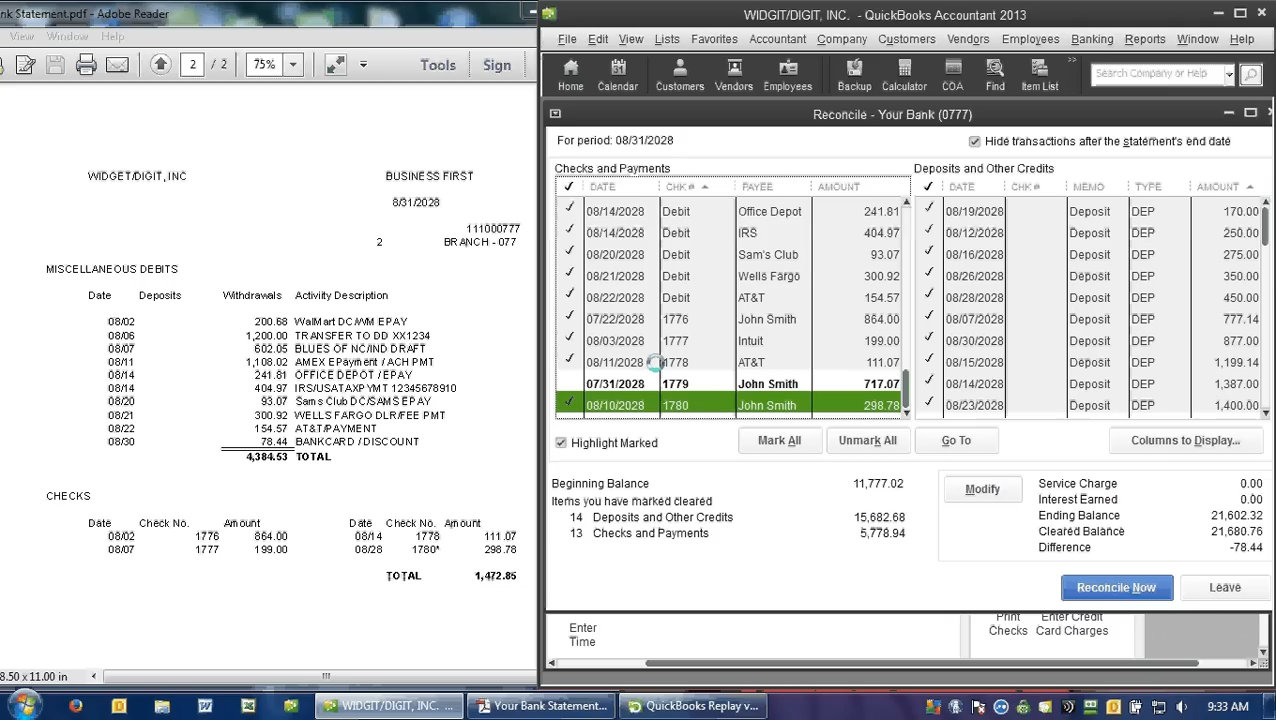 ank Statement.pdf - Adobe Reader
View Window Help
2 / 2 75% Tools Sign
WIDGET/DIGIT, INC BUSINESS FIRST
8/31/2028
111000777
2 BRANCH - 077
MISCELLANEOUS DEBITS
Date Deposits Withdrawals Activity Description
08/02 200.68 WalMart DC/WM EPAY
08/06 1,200.00 TRANSFER TO DD XX1234
08/07 602.05 BLUES OF NC/IND DRAFT
08/11 1,108.02 AMEX EPayment / ACH PMT
08/14 241.81 OFFICE DEPOT / EPAY
08/14 404.97 IRS/USATAXPYMT 12345678910
08/20 93.07 Sams Club DC/SAMS EPAY
08/21 300.92 WELLS FARGO DLR/FEE PMT
08/22 154.57 AT&T/PAYMENT
08/30 78.44 BANKCARD / DISCOUNT
4,384.53 TOTAL
CHECKS
Date Check No. Amount Date Check No. Amount
08/02 1776 864.00 08/14 1778 111.07
08/07 1777 199.00 08/28 1780* 298.78
TOTAL 1,472.85
8.50 x 11.00 in
WIDGIT/DIGIT, INC. - QuickBooks Accountant 2013
File Edit View Lists Favorites Accountant Company Customers Vendors Employees Banking Reports Window Help
Home Calendar Customers Vendors Employees Backup Calculator COA Find Item List Search Company or Help
Reconcile - Your Bank (0777)
For period: 08/31/2028 Hide transactions after the statement's end date
Checks and Payments Deposits and Other Credits
DATE CHK # PAYEE AMOUNT DATE CHK # MEMO TYPE AMOUNT
08/14/2028 Debit Office Depot 241.81 08/19/2028 Deposit DEP 170.00
08/14/2028 Debit IRS 404.97 08/12/2028 Deposit DEP 250.00
08/20/2028 Debit Sam's Club 93.07 08/16/2028 Deposit DEP 275.00
08/21/2028 Debit Wells Fargo 300.92 08/26/2028 Deposit DEP 350.00
08/22/2028 Debit AT&T 154.57 08/28/2028 Deposit DEP 450.00
07/22/2028 1776 John Smith 864.00 08/07/2028 Deposit DEP 777.14
08/03/2028 1777 Intuit 199.00 08/30/2028 Deposit DEP 877.11
08/11/2028 1778 AT&T 111.07 08/15/2028 Deposit DEP 1,199.14
07/31/2028 1779 John Smith 717.07 08/14/2028 Deposit DEP 1,387.00
08/10/2028 1780 John Smith 298.78 08/23/2028 Deposit DEP 1,400.00
Highlight Marked Mark All Unmark All Go To Columns to Display...
Beginning Balance 11,777.02
Items you have marked cleared
14 Deposits and Other Credits 15,682.68
13 Checks and Payments 5,778.94
Modify
Service Charge 0.00
Interest Earned 0.00
Ending Balance 21,602.32
Cleared Balance 21,680.76
Difference -78.44
Reconcile Now Leave
Enter
Time
Print
Checks
Enter Credit
Card Charges
WIDGIT/DIGIT, INC. ... Your Bank Statement.... QuickBooks Replay v... 9:33 AM